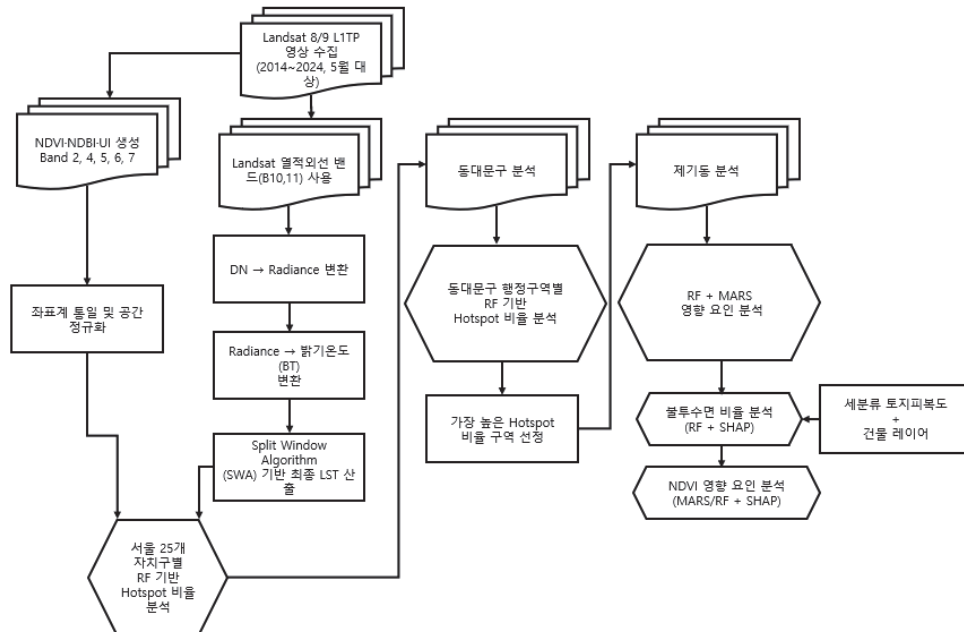 Landsat 8/9 L1TP
영상 수집
(2014~2024, 5월 대
상)
NDVI·NDBI·UI 생성
Band 2, 4, 5, 6, 7
좌표계 통일 및 공간
정규화
Landsat 열적외선 밴
드(B10,11) 사용
DN → Radiance 변환
Radiance → 밝기온도
(BT)
변환
Split Window
Algorithm
(SWA) 기반 최종 LST 산
출
서울 25개
자치구별
RF 기반
Hotspot 비율
분석
동대문구 분석
동대문구 행정구역별
RF 기반
Hotspot 비율 분석
가장 높은 Hotspot
비율 구역 선정
제기동 분석
RF + MARS
영향 요인 분석
불투수면 비율 분석
(RF + SHAP)
세분류 토지피복도
+
건물 레이어
NDVI 영향 요인 분석
(MARS/RF + SHAP)